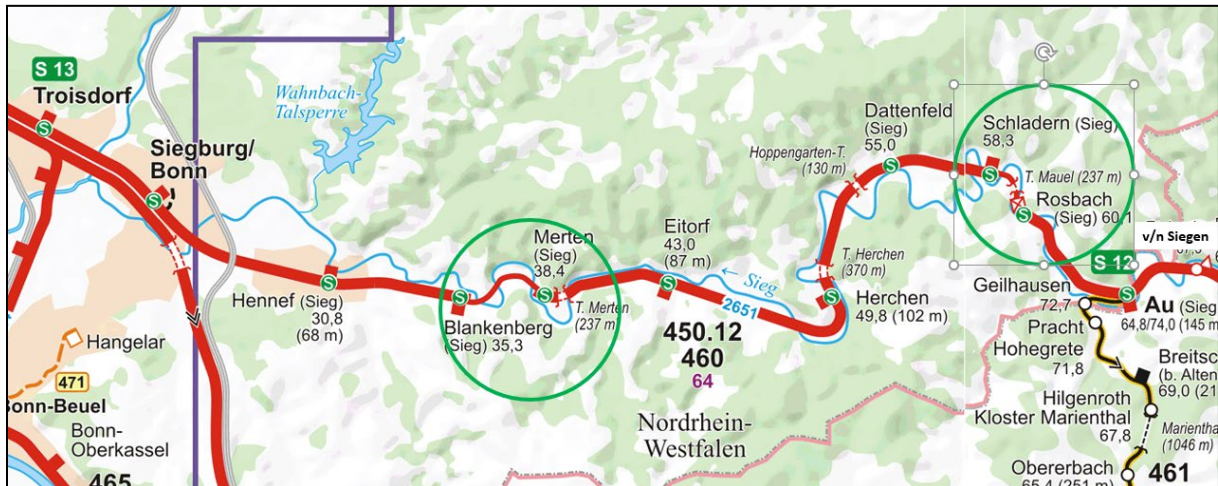 S 13
Troisdorf
Siegburg/
Bonn
Wahnbach-
Talsperre
Hennef (Sieg)
30,8
(68 m)
Blankenberg
(Sieg) 35,3
Merten
(Sieg)
38,4
T. Merten
(237 m
Eitorf
43,0
(87 m)
← Sieg
2651
450.12
460
64
Hoppengarten-T.
(130 m)
Dattenfeld
(Sieg)
55,0
T. Herchen
(370 m)
Herchen
49,8 (102 m)
Schladern (Sieg)
58,3
T. Mauel (237 m)
Rosbach
(Sieg) 60,1
v/n Siegen
S 12
Geilhausen
72,7
Au (Sieg
64,8/74,0 (145 m
Pracht
Hohegrete
71,8
Breitsc
(b. Alten
69,0 (21
Hilgenroth
Kloster Marienthal
67,8
Marientha
(1046 m)
Obererbach
65,4 (251 m)
461
Nordrhein-
Westfalen
Hangelar
471
Bonn-Beuel
Bonn-
Oberkassel
465
S
S
S
S
S
S
S
S
S
S
S